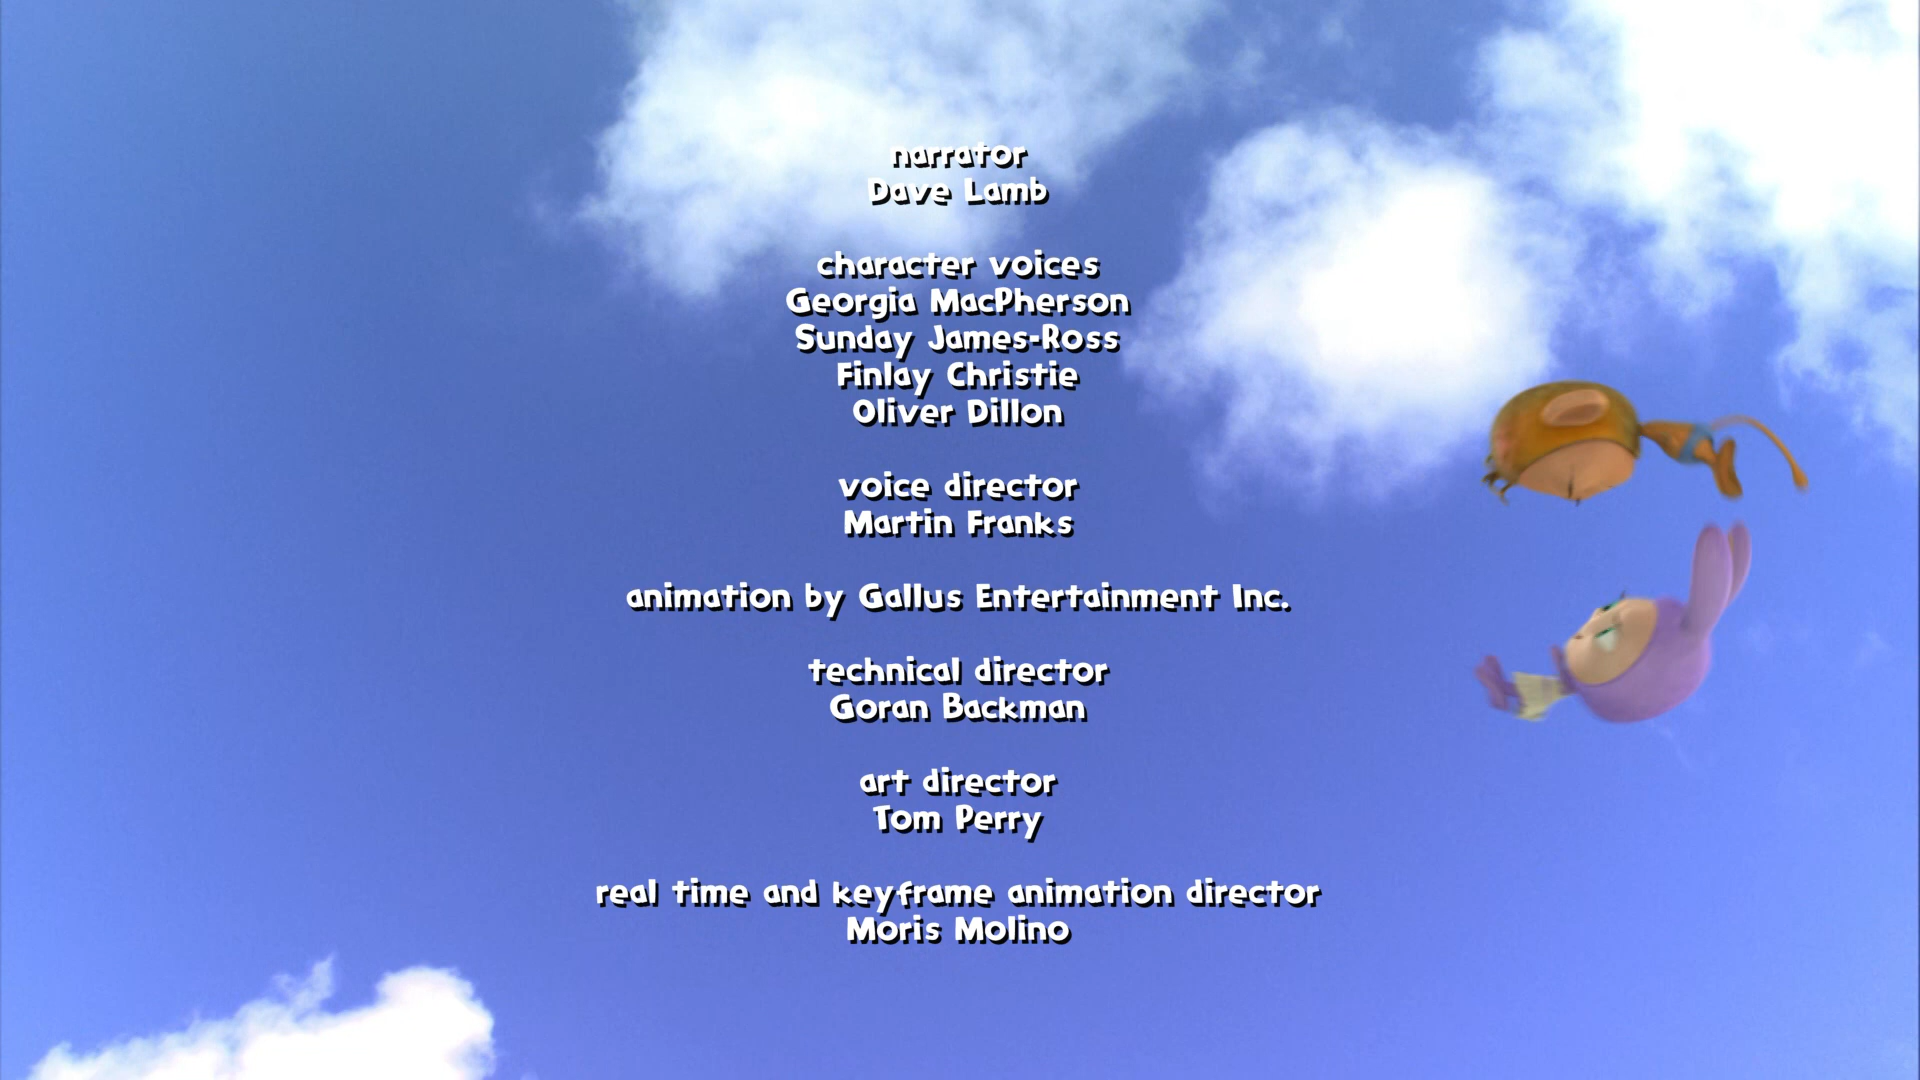 narrator
Dave Lamb
character voices
Georgia MacPherson
Sunday James-Ross
Finlay Christie
Oliver Dillon
voice director
Martin Franks
animation by Gallus Entertainment Inc.
technical director
Goran Backman
art director
Tom Perry
real time and keyframe animation director
Moris Molino